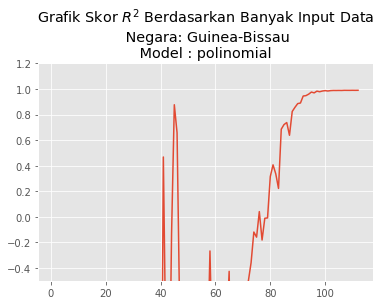 Grafik Skor $R^2$ Berdasarkan Banyak Input Data
Negara: Guinea-Bissau
Model : polinomial
1.2
1.0
0.8
0.6
0.4
0.2
0.0
−0.2
−0.4
0 20 40 60 80 100